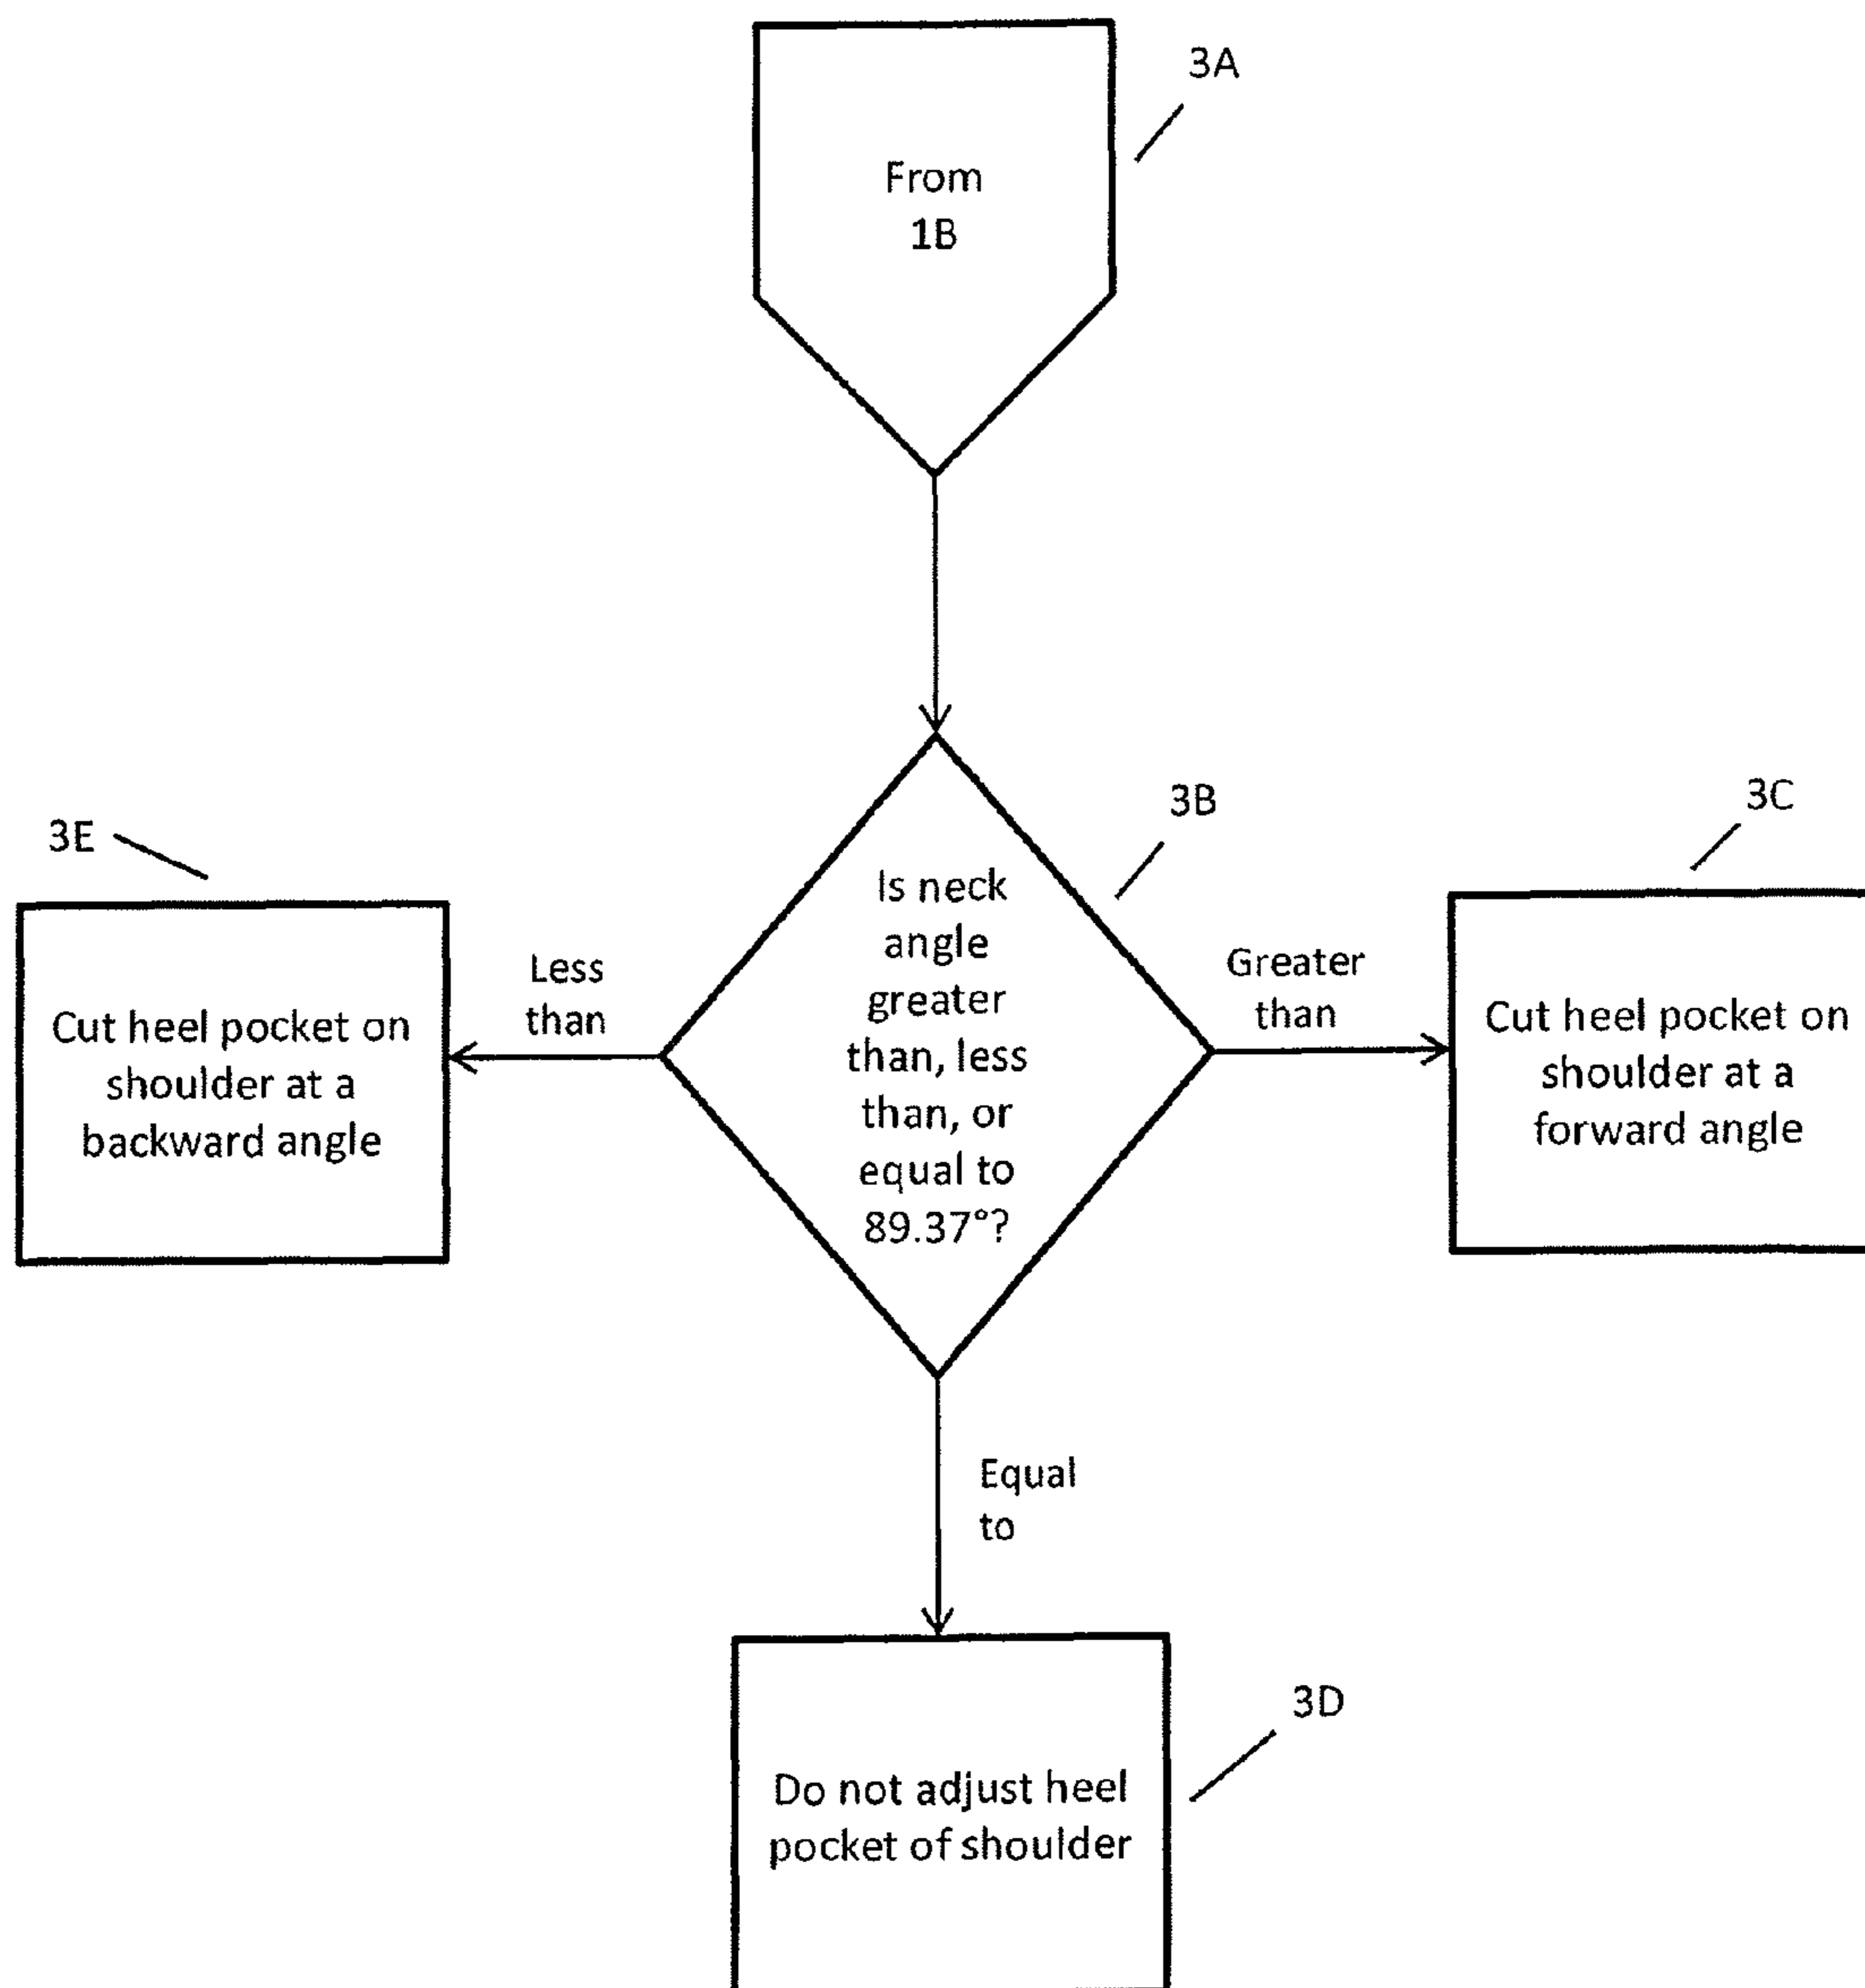 3A
From
1B
3B
3C
3E
Is neck
angle
greater
than, less
than, or
equal to
89.37°?
Less
than
Greater
than
Cut heel pocket on
shoulder at a
backward angle
Cut heel pocket on
shoulder at a
forward angle
Equal
to
3D
Do not adjust heel
pocket of shoulder